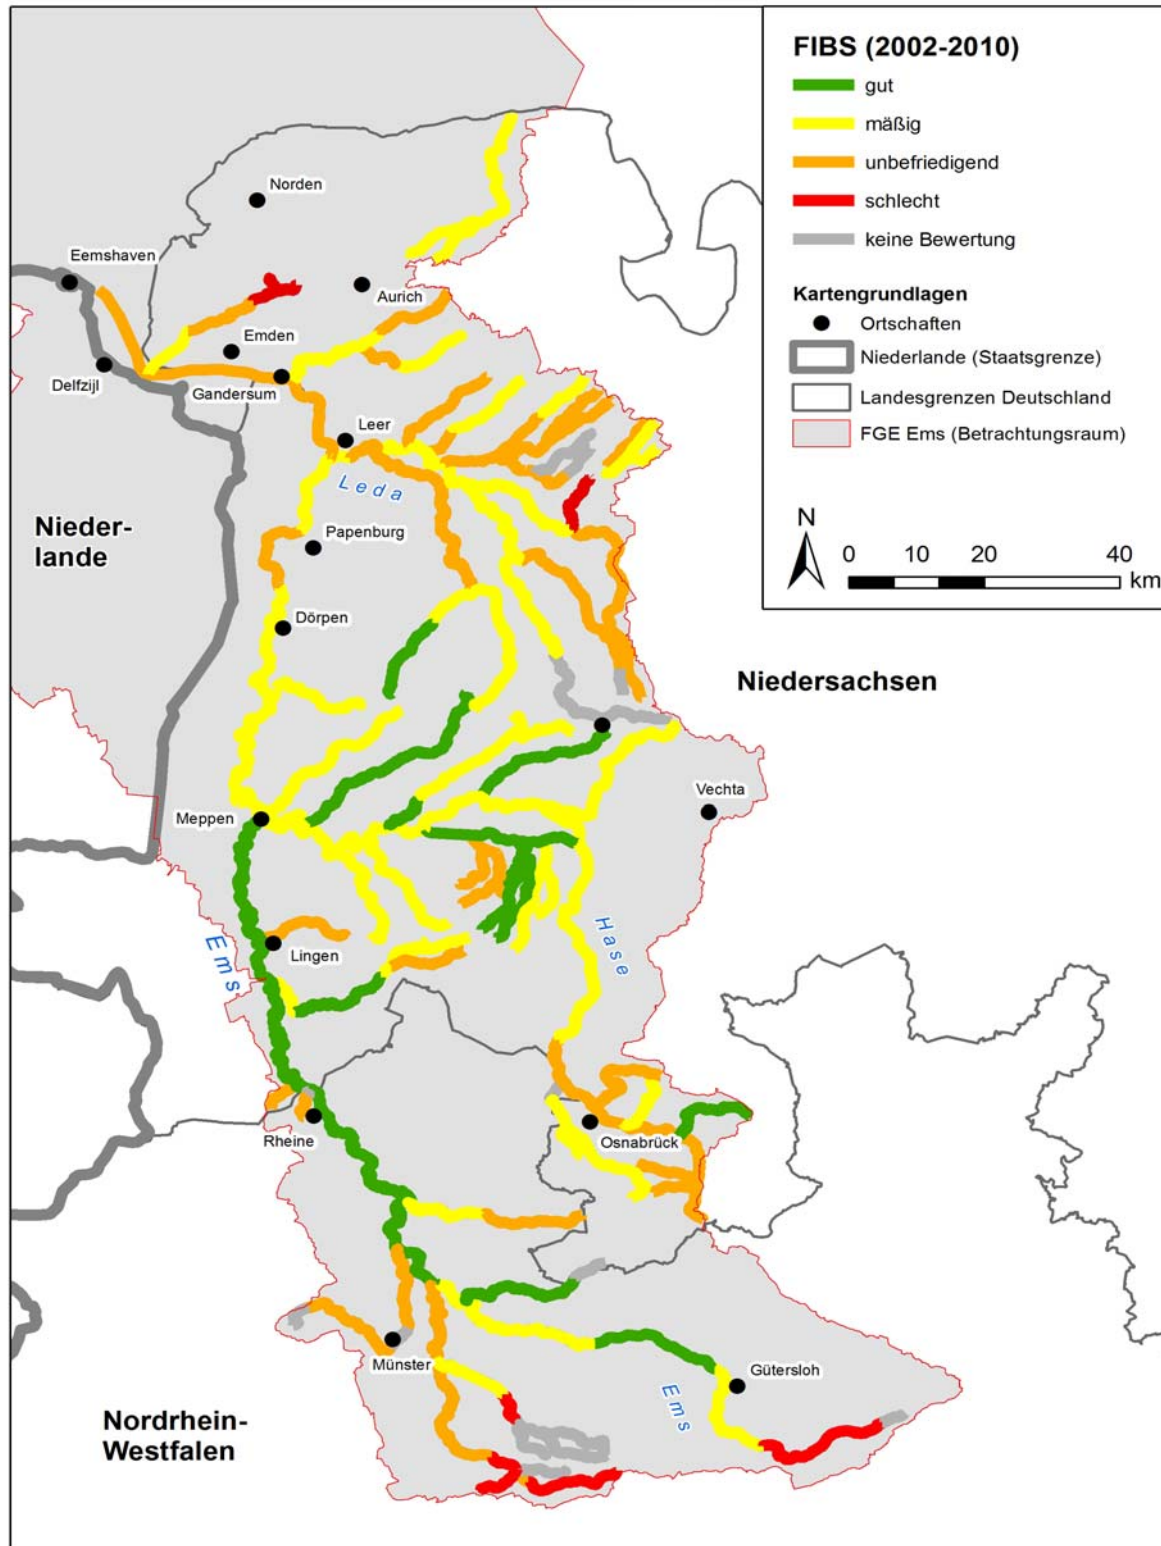 FIBS (2002-2010)
gut
mäßig
unbefriedigend
schlecht
keine Bewertung
Kartengrundlagen
Ortschaften
Niederlande (Staatsgrenze)
Landesgrenzen Deutschland
FGE Ems (Betrachtungsraum)
N
0 10 20 40
km
Norden
Eemshaven
Aurich
Emden
Delfzijl
Gandersum
Leer
Leda
Nieder-
lande
Papenburg
Dörpen
Niedersachsen
Vechta
Meppen
Hase
Ems
Lingen
Rheine
Osnabrück
Münster
Gütersloh
Ems
Nordrhein-
Westfalen